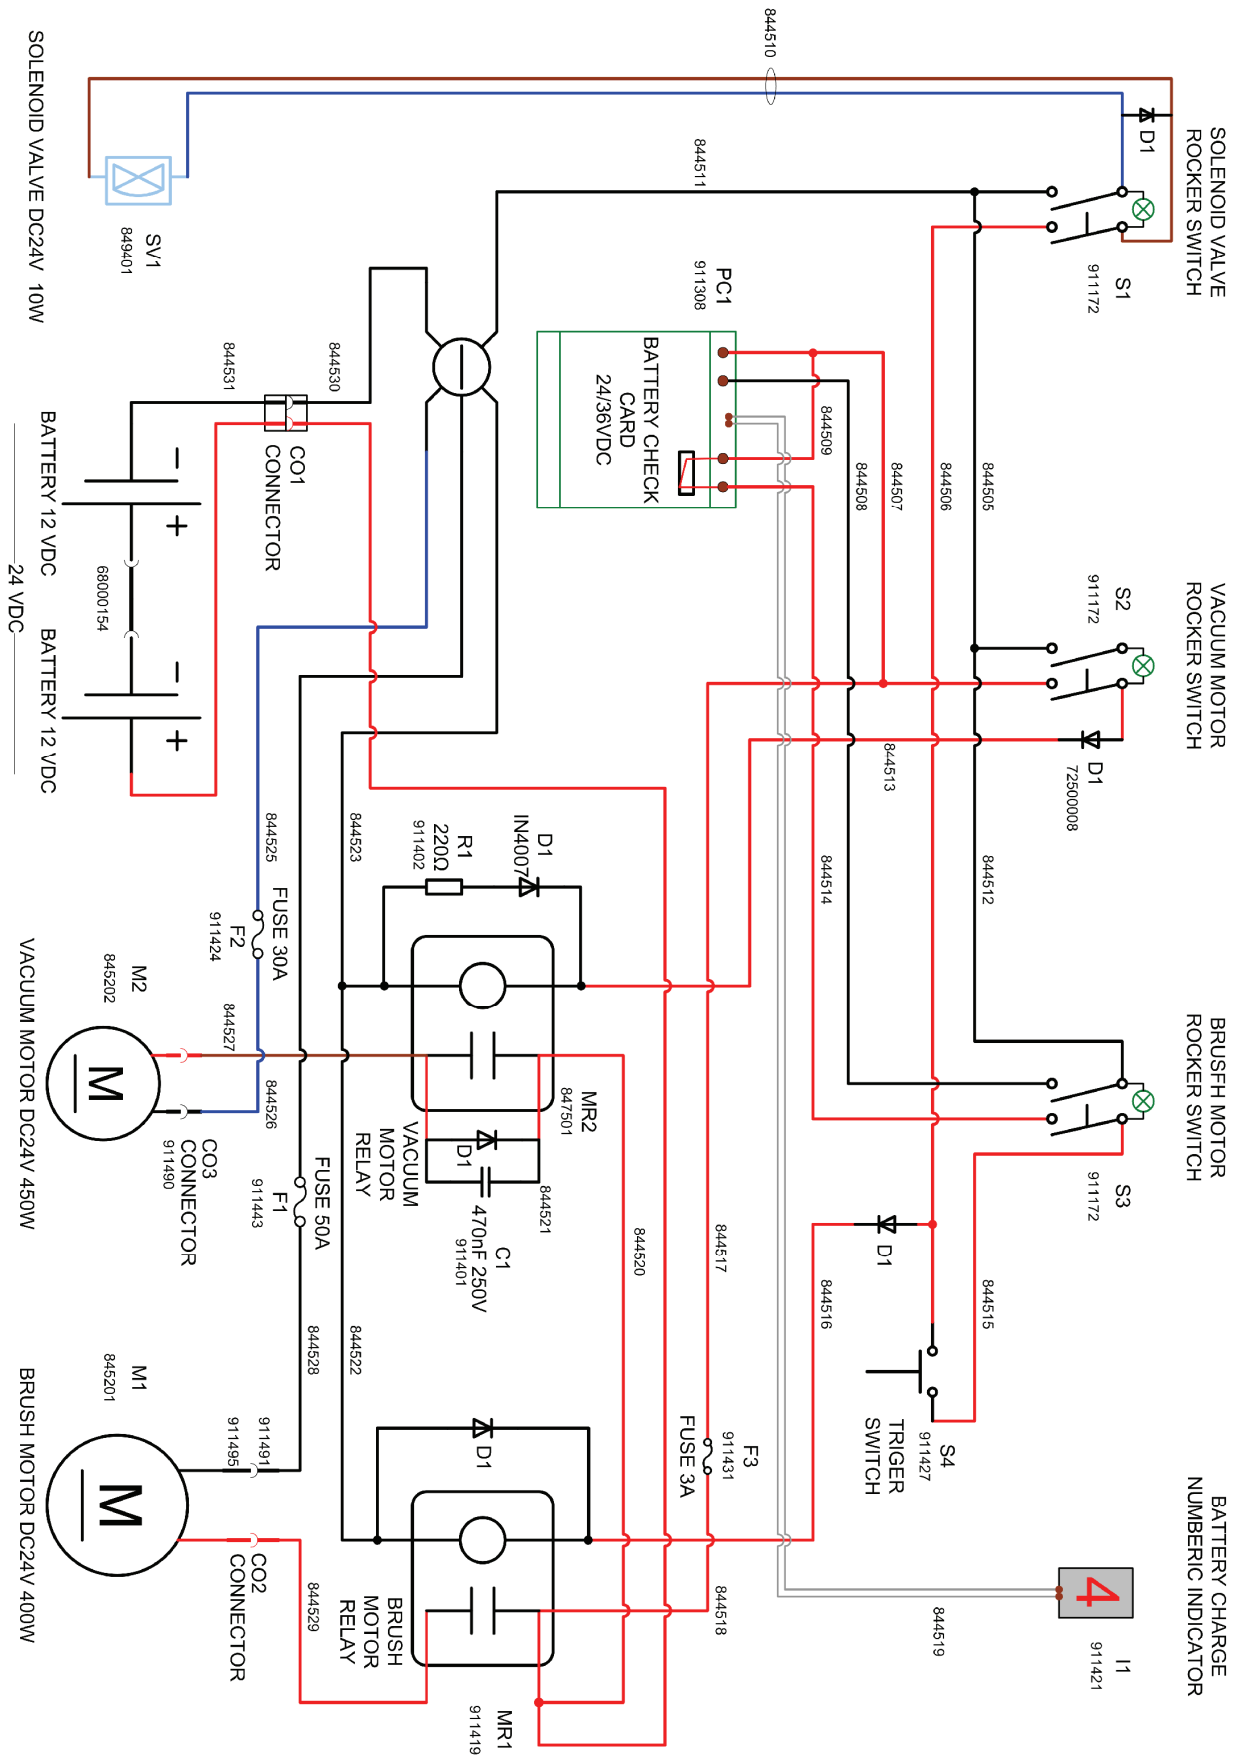 SOLENOID VALVE
ROCKER SWITCH
VACUUM MOTOR
ROCKER SWITCH
BRUSFH MOTOR
ROCKER SWITCH
BATTERY CHARGE
NUMBERIC INDICATOR
D1
S1
911172
S2
911172
D1
72500008
S3
911172
I1
911421
4
844510
844511
844505
844506
844507
844508
844509
844512
844513
844514
844515
844516
844519
D1
S4
911427
TRIGER
SWITCH
PC1
911308
BATTERY CHECK
CARD
24/36VDC
844517
F3
911431
FUSE 3A
844518
844520
D1
IN4007
R1
220Ω
911402
MR2
847501
VACUUM
MOTOR
RELAY
D1
844521
C1
470nF 250V
911401
D1
BRUSH
MOTOR
RELAY
MR1
911419
844530
844531
CO1
CONNECTOR
844523
844522
844525
FUSE 30A
F2
911424
844527
844526
CO3
CONNECTOR
911490
FUSE 50A
F1
911443
844528
911491
911495
844529
CO2
CONNECTOR
SV1
849401
SOLENOID VALVE DC24V 10W
BATTERY 12 VDC
68000154
BATTERY 12 VDC
24 VDC
− +
− +
M2
845202
M
VACUUM MOTOR DC24V 450W
M1
845201
M
BRUSH MOTOR DC24V 400W